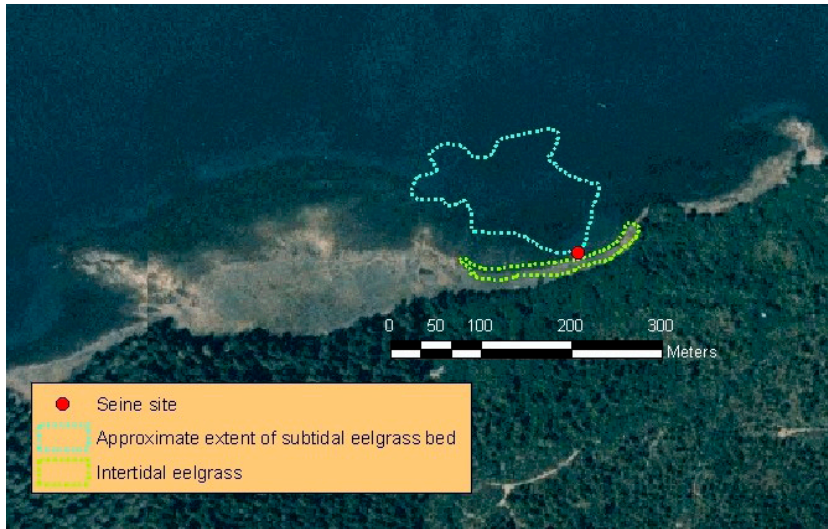 0 50 100 200 300
Meters
Seine site
Approximate extent of subtidal eelgrass bed
Intertidal eelgrass